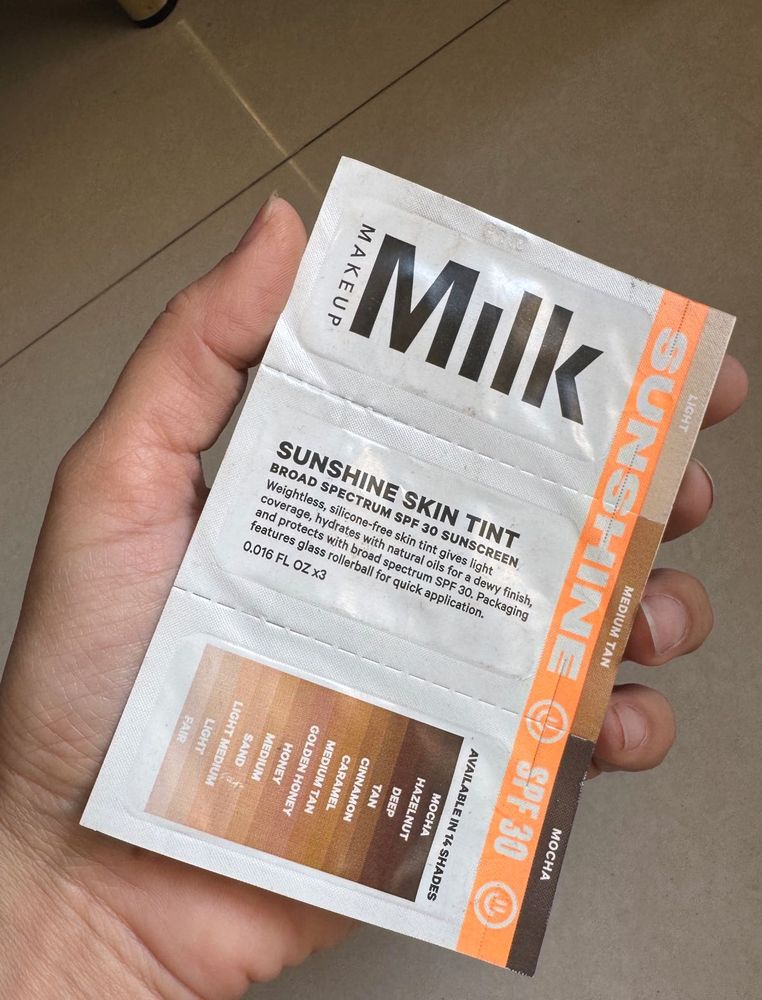 Milk
MAKEUP
SUNSHINE SKIN TINT
BROAD SPECTRUM SPF 30 SUNSCREEN
Weightless, silicone-free skin tint gives light
coverage, hydrates with natural oils for a dewy finish,
and protects with broad spectrum SPF 30. Packaging
features glass rollerball for quick application.
0.016 FL OZ x3
AVAILABLE IN 14 SHADES
MOCHA
HAZELNUT
DEEP
TAN
CINNAMON
CARAMEL
MEDIUM TAN
GOLDEN HONEY
HONEY
MEDIUM
SAND
LIGHT MEDIUM
LIGHT
FAIR
LIGHT
MEDIUM TAN
MOCHA
SUNSHINE SPF 30